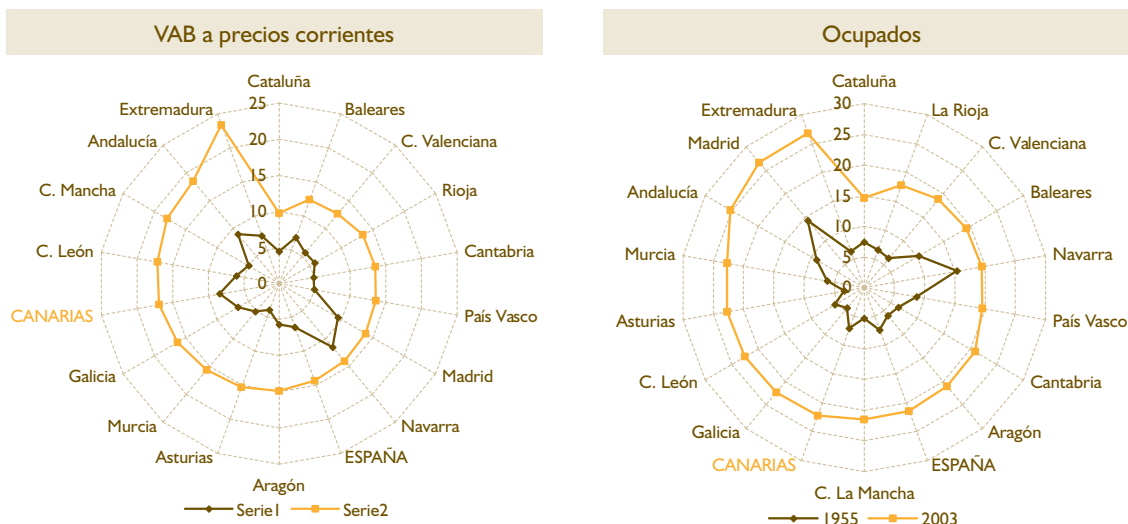 VAB a precios corrientes
Cataluña
Extremadura
25
Baleares
Andalucía
20
C. Valenciana
C. Mancha
15
Rioja
10
C. León
5
Cantabria
0
CANARIAS
País Vasco
Galicia
Madrid
Murcia
Navarra
Asturias
ESPAÑA
Aragón
Serie1
Serie2
Ocupados
Cataluña
Extremadura
30
La Rioja
Madrid
25
C. Valenciana
20
Andalucía
15
Baleares
10
Murcia
5
Navarra
0
Asturias
País Vasco
C. León
Cantabria
Galicia
Aragón
CANARIAS
ESPAÑA
C. La Mancha
1955
2003